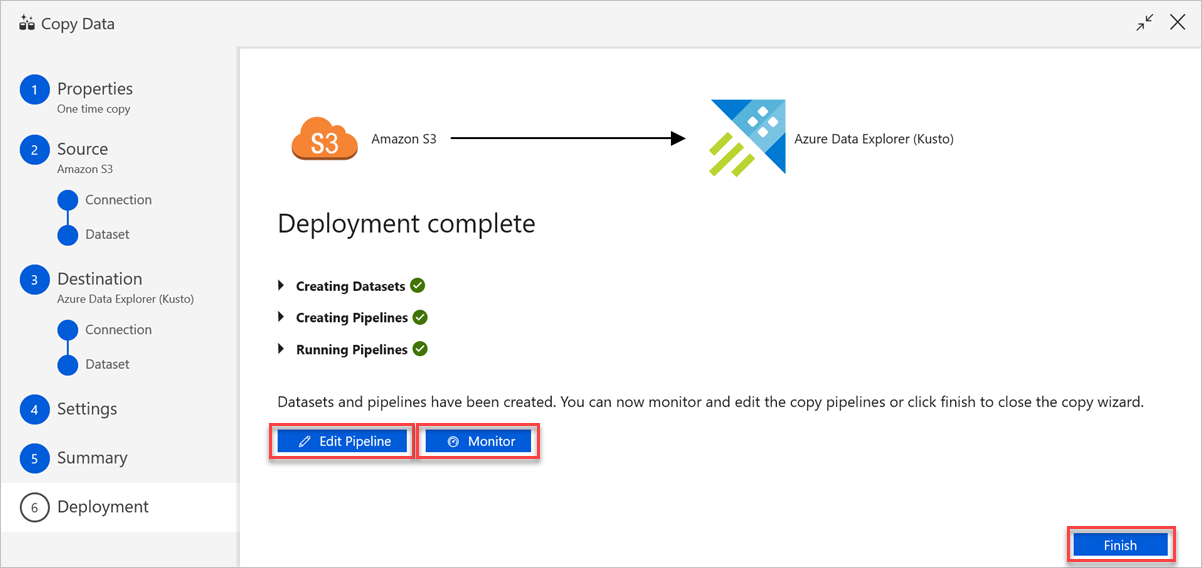 Copy Data
1 Properties
One time copy
2 Source
Amazon S3
Connection
Dataset
3 Destination
Azure Data Explorer (Kusto)
Connection
Dataset
4 Settings
5 Summary
6 Deployment
S3 Amazon S3 Azure Data Explorer (Kusto)
Deployment complete
Creating Datasets
Creating Pipelines
Running Pipelines
Datasets and pipelines have been created. You can now monitor and edit the copy pipelines or click finish to close the copy wizard.
Edit Pipeline Monitor
Finish